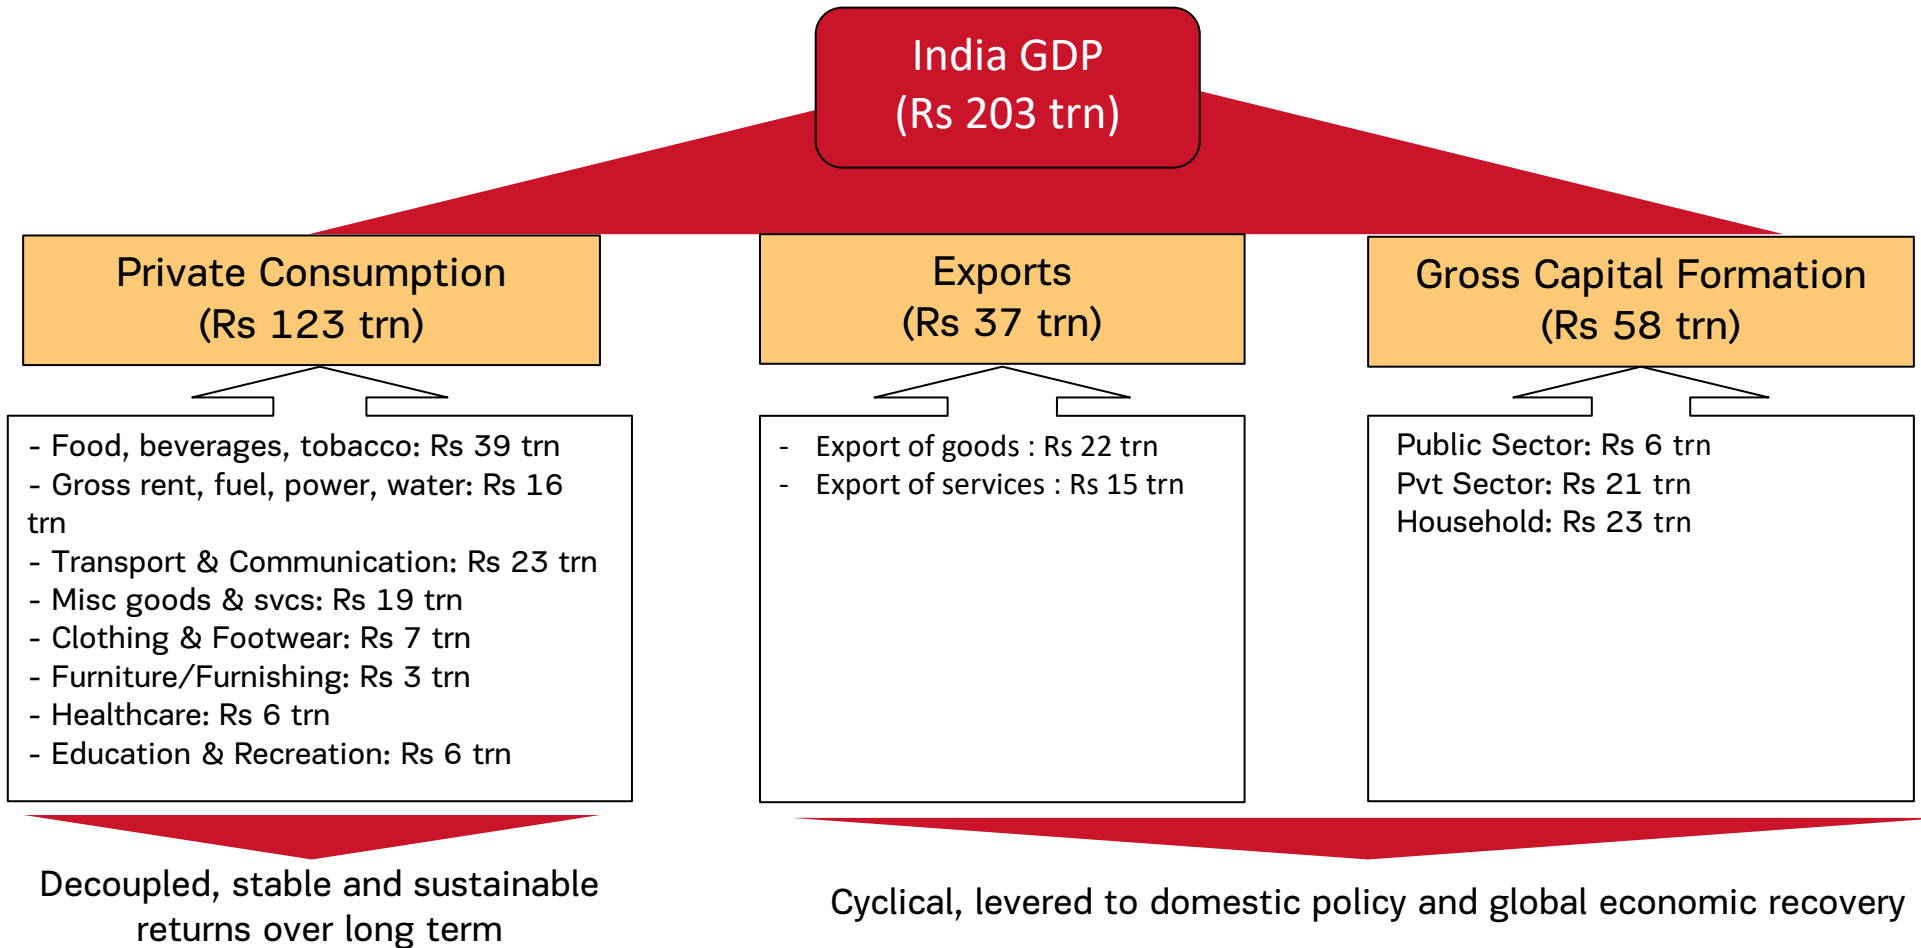 India GDP
(Rs 203 trn)
Private Consumption
(Rs 123 trn)
- Food, beverages, tobacco: Rs 39 trn
- Gross rent, fuel, power, water: Rs 16
trn
- Transport & Communication: Rs 23 trn
- Misc goods & svcs: Rs 19 trn
- Clothing & Footwear: Rs 7 trn
- Furniture/Furnishing: Rs 3 trn
- Healthcare: Rs 6 trn
- Education & Recreation: Rs 6 trn
Decoupled, stable and sustainable
returns over long term
Exports
(Rs 37 trn)
- Export of goods : Rs 22 trn
- Export of services : Rs 15 trn
Gross Capital Formation
(Rs 58 trn)
Public Sector: Rs 6 trn
Pvt Sector: Rs 21 trn
Household: Rs 23 trn
Cyclical, levered to domestic policy and global economic recovery